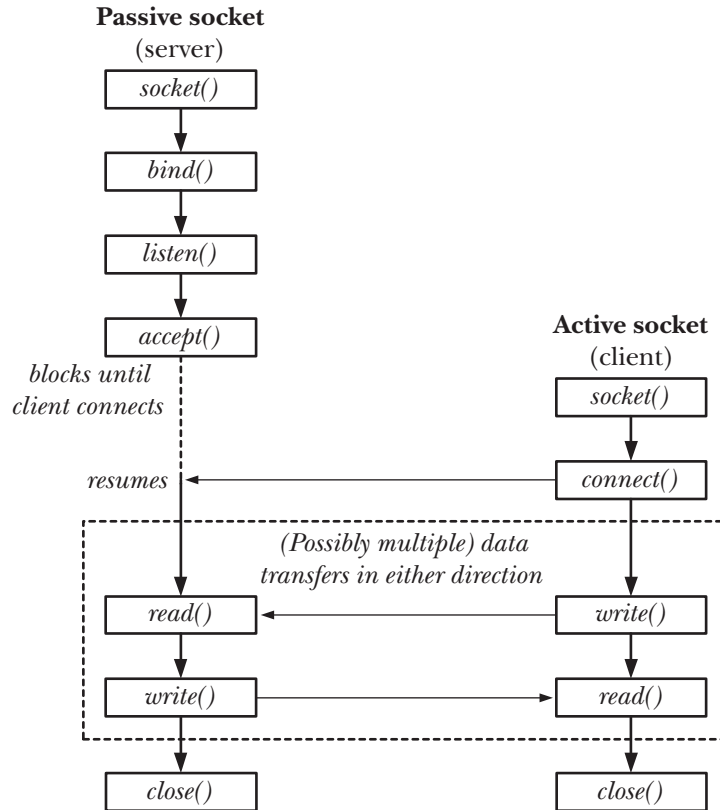 Passive socket
(server)
socket()
bind()
listen()
accept()
blocks until
client connects
resumes
Active socket
(client)
socket()
connect()
(Possibly multiple) data
transfers in either direction
read()
write()
write()
read()
close()
close()